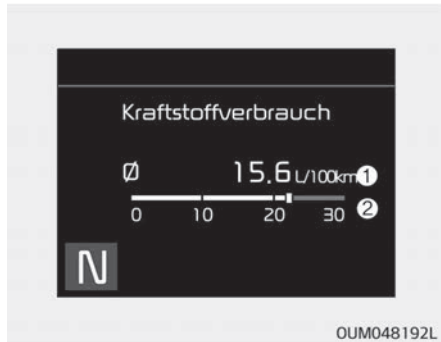 Kraftstoffverbrauch
Ø 15.6 L/100km ①
0 10 20 30 ②
N
OUM048192L